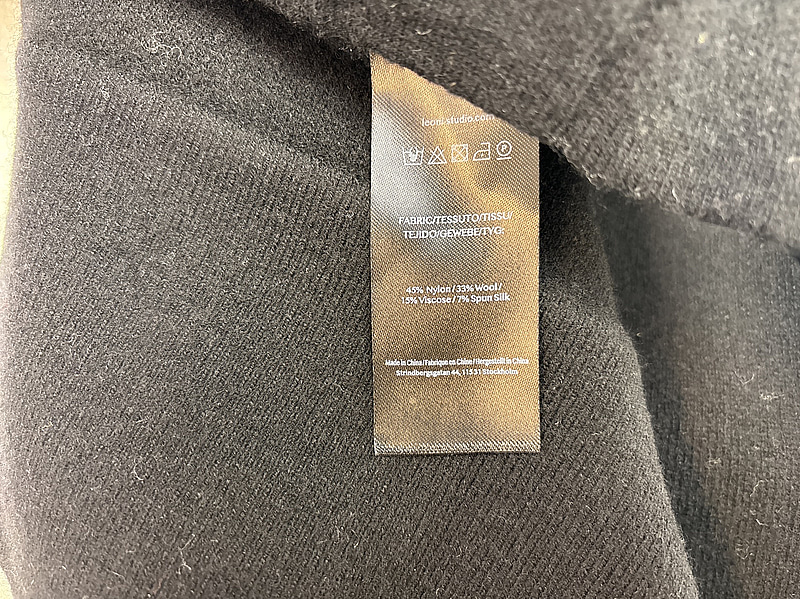 leoni.studio.com
P
FABRIC/TESSUTO/TISSU/
TEJIDO/GEWEBE/TYG:
45% Nylon / 33% Wool /
15% Viscose / 7% Spun Silk
Made in China/Fabrique en Chine / Hergestellt in China
Strindbergsgatan 44, 11531 Stockholm